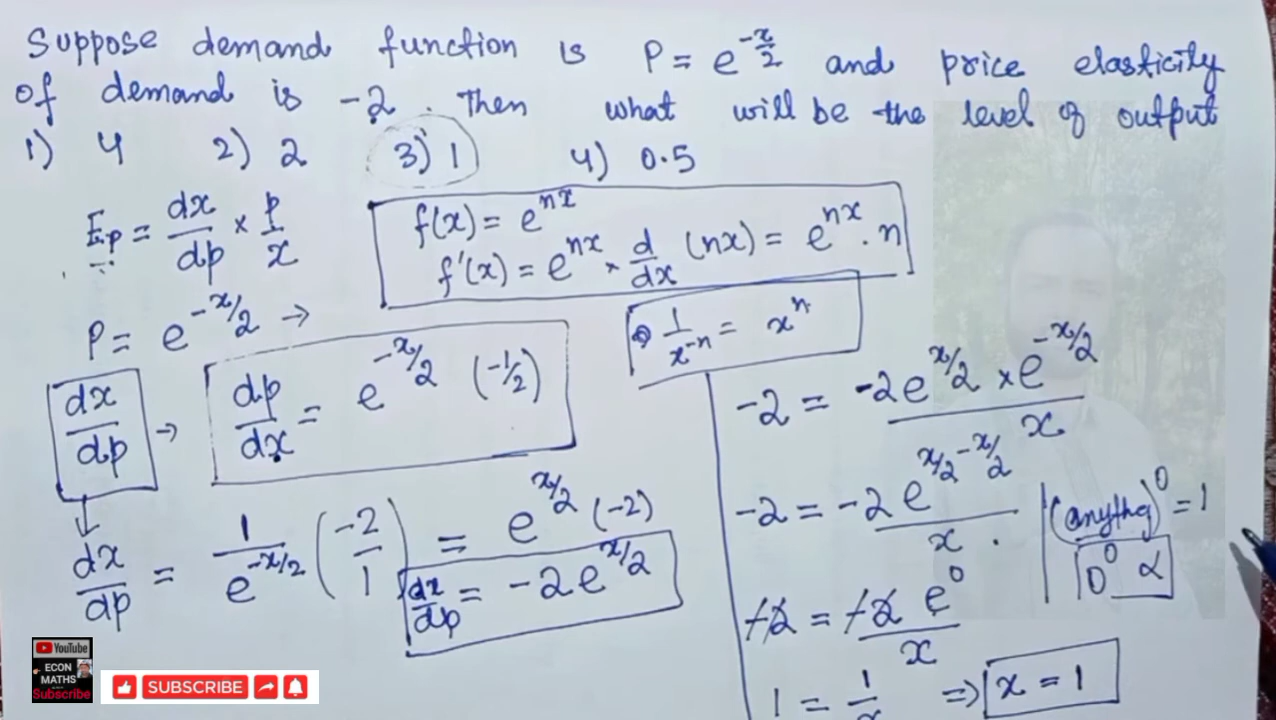 Suppose demand function is P = e^{-x/2} and price elasticity
of demand is -2. Then what will be the level of output
1) 4 2) 2 3) 1 4) 0.5
Ep = dx/dp × p/x
f(x) = e^{nx}
f'(x) = e^{nx} × d/dx (nx) = e^{nx} . n
P = e^{-x/2} →
1/x^{-n} = x^n
dx/dp → dp/dx = e^{-x/2} (-1/2)
dx/dp = 1/e^{-x/2} (-2/1) = e^{x/2} (-2)
dx/dp = -2e^{x/2}
-2 = -2e^{x/2} × e^{-x/2} / x
-2 = -2e^{x/2 - x/2} / x .
(anythg)^0 = 1
0^0 α
-2 = -2 e^0 / x
1 = 1/x ⇒ x = 1
YouTube
ECON
MATHS
Subscribe
SUBSCRIBE